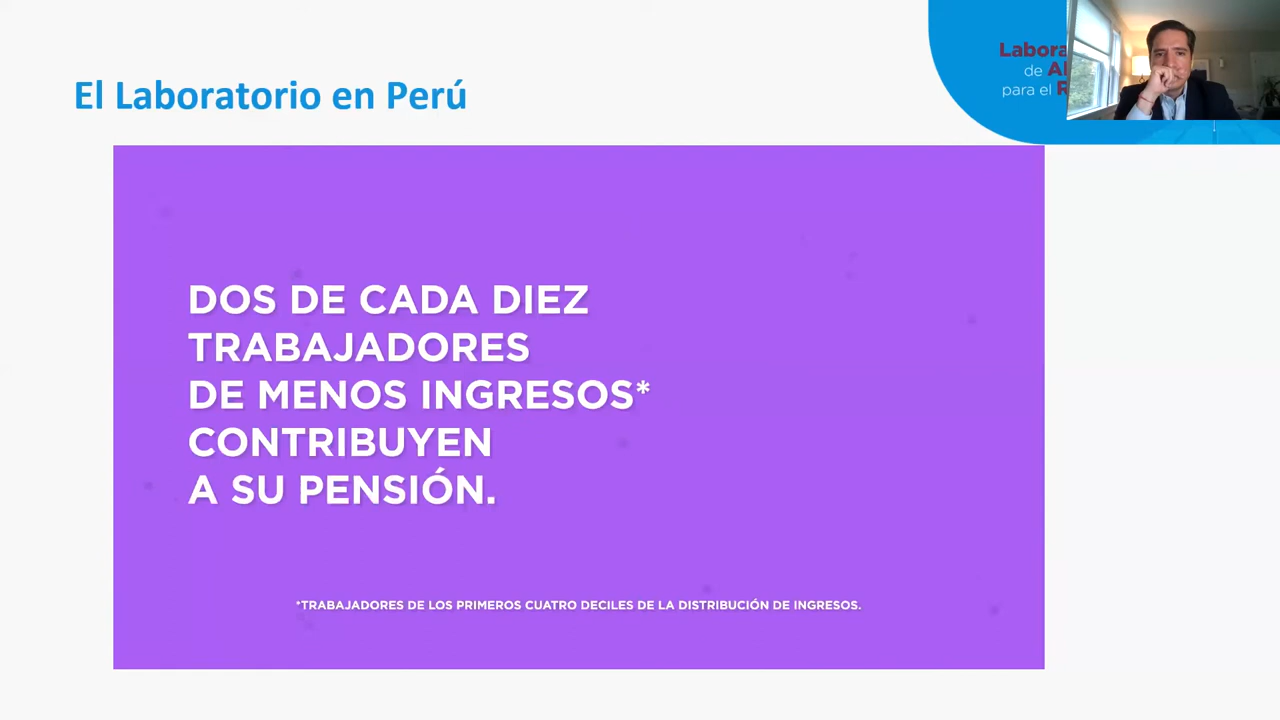 El Laboratorio en Perú
Labora
de A
para el R
DOS DE CADA DIEZ
TRABAJADORES
DE MENOS INGRESOS*
CONTRIBUYEN
A SU PENSIÓN.
*TRABAJADORES DE LOS PRIMEROS CUATRO DECILES DE LA DISTRIBUCIÓN DE INGRESOS.